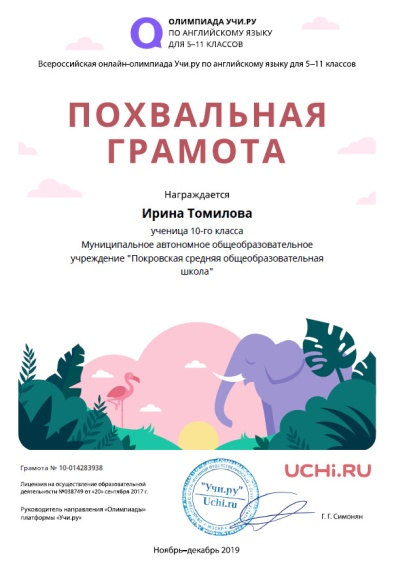 ОЛИМПИАДА УЧИ.РУ
ПО АНГЛИЙСКОМУ ЯЗЫКУ
ДЛЯ 5–11 КЛАССОВ
Всероссийская онлайн-олимпиада Учи.ру по английскому языку для 5–11 классов
ПОХВАЛЬНАЯ
ГРАМОТА
Награждается
Ирина Томилова
ученица 10-го класса
Муниципальное автономное общеобразовательное
учреждение "Покровская средняя общеобразовательная
школа"
Грамота № 10-014283938
Лицензия на осуществление образовательной
деятельности №038749 от «20» сентября 2017 г.
Руководитель направления «Олимпиады»
платформы «Учи.ру»
"Учи.ру"
Uchi.ru
UCHi.RU
Г. Г. Симонян
Ноябрь–декабрь 2019